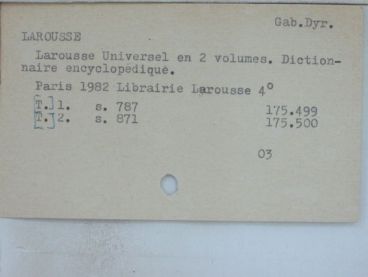 Gab.Dyr.
LAROUSSE
Larousse Universel en 2 volumes. Diction-
naire encyclopédique.
Paris 1982 Librairie Larousse 4°
[T.] 1. s. 787 175.499
[T.] 2. s. 871 175.500
03